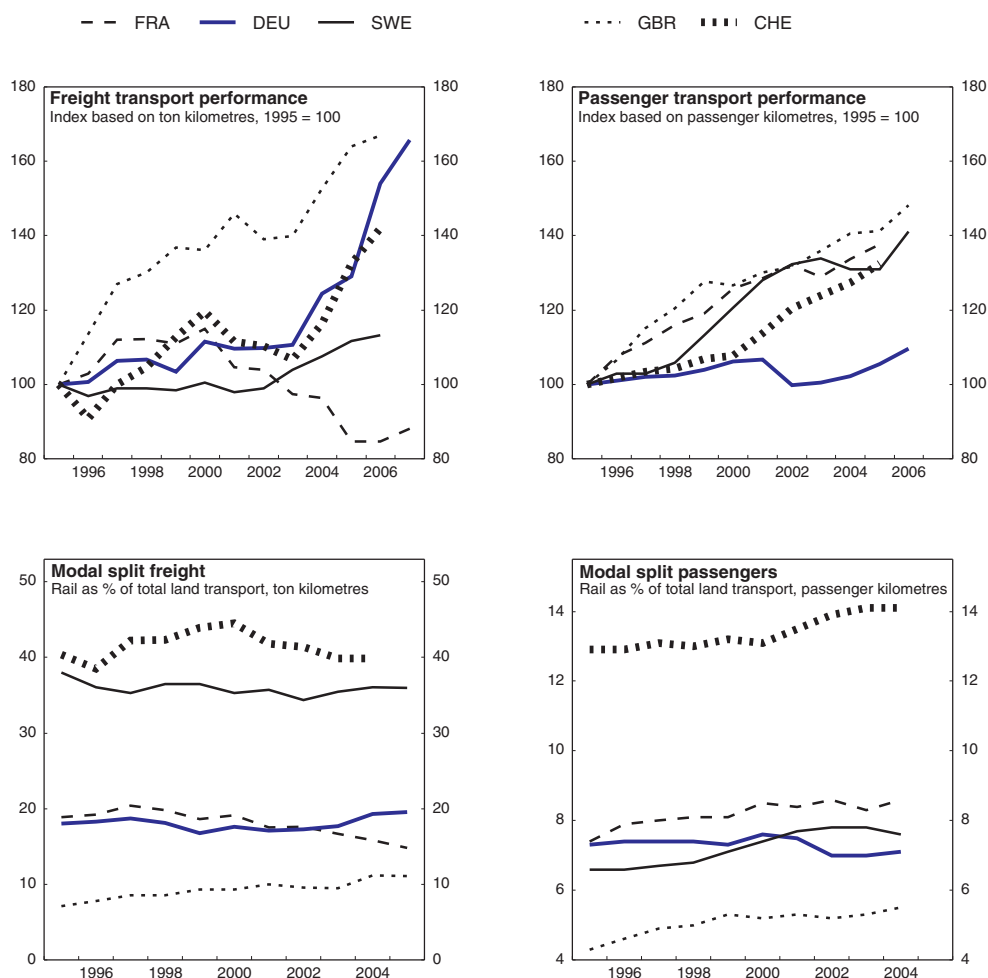 FRA DEU SWE GBR CHE
Freight transport performance
Index based on ton kilometres, 1995 = 100
180 180
160 160
140 140
120 120
100 100
80 80
1996 1998 2000 2002 2004 2006
Passenger transport performance
Index based on passenger kilometres, 1995 = 100
180 180
160 160
140 140
120 120
100 100
80 80
1996 1998 2000 2002 2004 2006
Modal split freight
Rail as % of total land transport, ton kilometres
50 50
40 40
30 30
20 20
10 10
0 0
1996 1998 2000 2002 2004
Modal split passengers
Rail as % of total land transport, passenger kilometres
14 14
12 12
10 10
8 8
6 6
4 4
1996 1998 2000 2002 2004